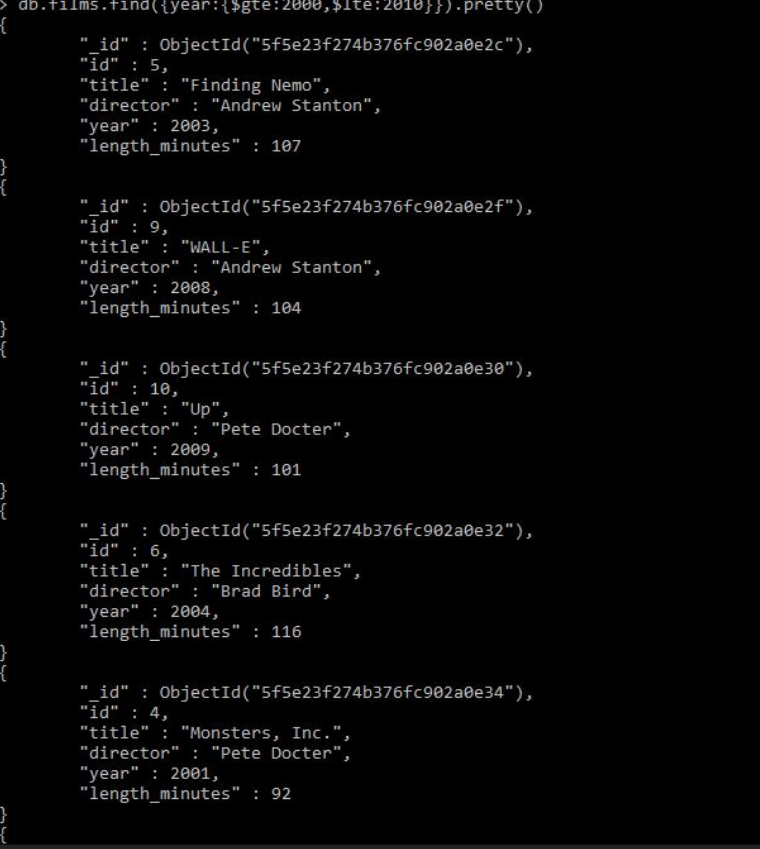 > db.films.find({year:{$gte:2000,$lte:2010}}).pretty()
{
"_id" : ObjectId("5f5e23f274b376fc902a0e2c"),
"id" : 5,
"title" : "Finding Nemo",
"director" : "Andrew Stanton",
"year" : 2003,
"length_minutes" : 107
}
{
"_id" : ObjectId("5f5e23f274b376fc902a0e2f"),
"id" : 9,
"title" : "WALL-E",
"director" : "Andrew Stanton",
"year" : 2008,
"length_minutes" : 104
}
{
"_id" : ObjectId("5f5e23f274b376fc902a0e30"),
"id" : 10,
"title" : "Up",
"director" : "Pete Docter",
"year" : 2009,
"length_minutes" : 101
}
{
"_id" : ObjectId("5f5e23f274b376fc902a0e32"),
"id" : 6,
"title" : "The Incredibles",
"director" : "Brad Bird",
"year" : 2004,
"length_minutes" : 116
}
{
"_id" : ObjectId("5f5e23f274b376fc902a0e34"),
"id" : 4,
"title" : "Monsters, Inc.",
"director" : "Pete Docter",
"year" : 2001,
"length_minutes" : 92
}
{